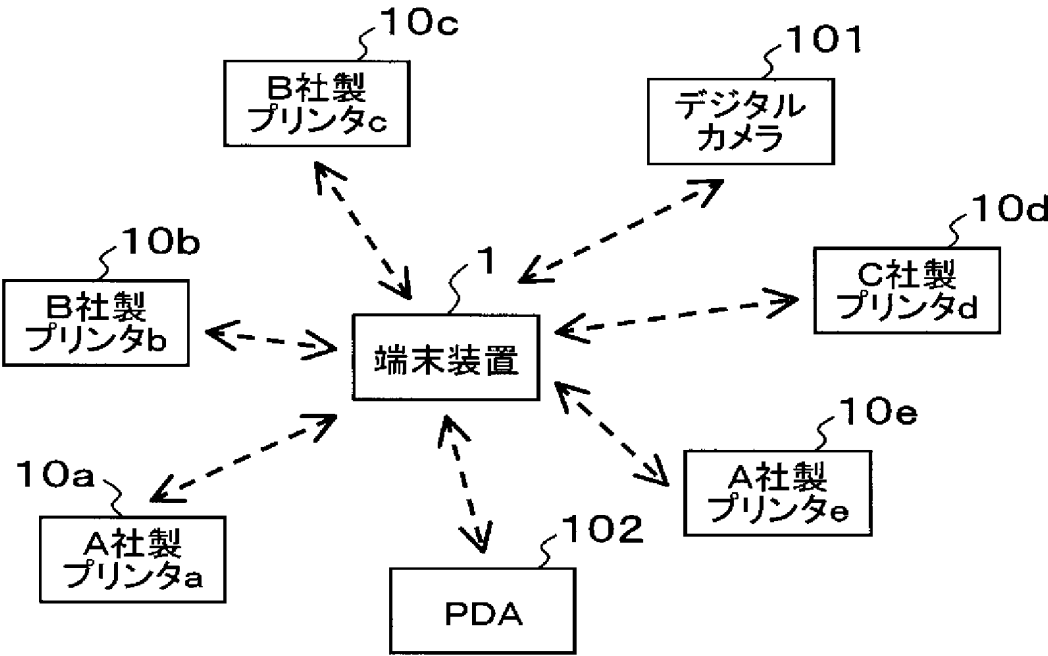 10c
B社製
プリンタc
101
デジタル
カメラ
10b
B社製
プリンタb
1
端末装置
10d
C社製
プリンタd
10a
A社製
プリンタa
102
PDA
10e
A社製
プリンタe